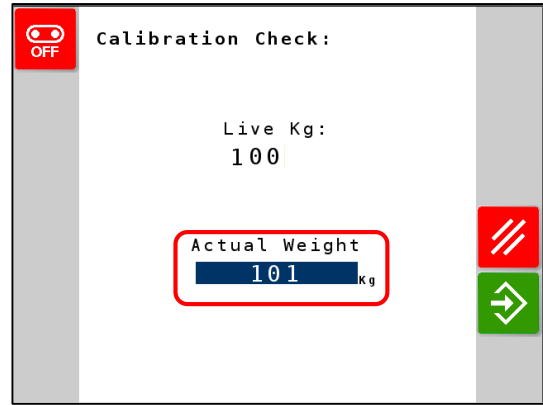 OFF
Calibration Check:
Live Kg:
100
Actual Weight
101 Kg